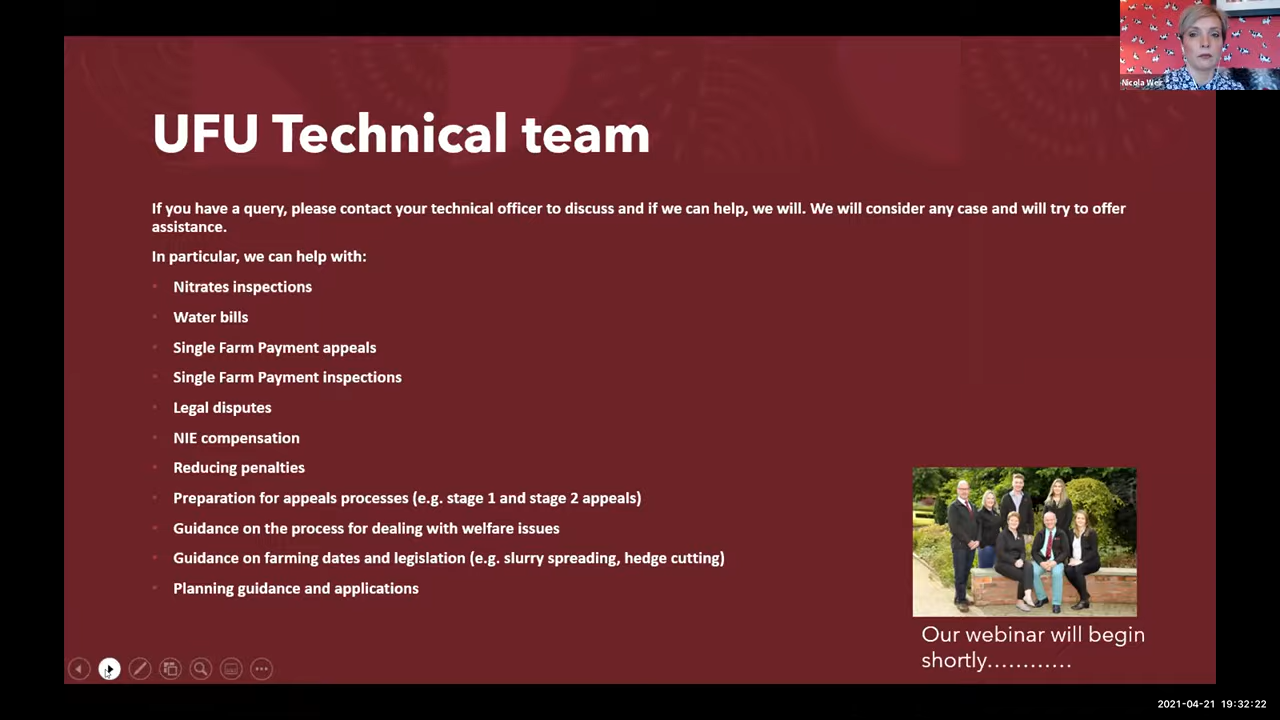 UFU Technical team
If you have a query, please contact your technical officer to discuss and if we can help, we will. We will consider any case and will try to offer
assistance.
In particular, we can help with:
Nitrates inspections
Water bills
Single Farm Payment appeals
Single Farm Payment inspections
Legal disputes
NIE compensation
Reducing penalties
Preparation for appeals processes (e.g. stage 1 and stage 2 appeals)
Guidance on the process for dealing with welfare issues
Guidance on farming dates and legislation (e.g. slurry spreading, hedge cutting)
Planning guidance and applications
Our webinar will begin
shortly............
Nicola Weir
2021-04-21 19:32:22